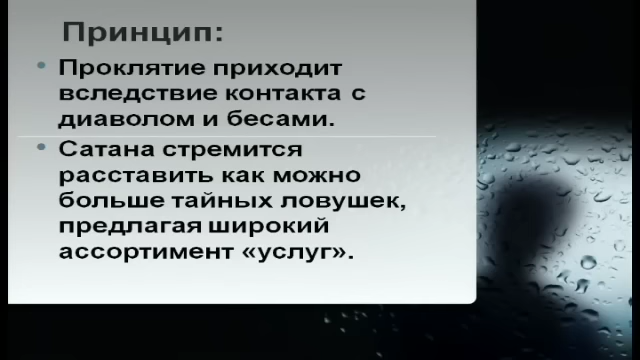 Принцип:
Проклятие приходит
вследствие контакта с
диаволом и бесами.
Сатана стремится
расставить как можно
больше тайных ловушек,
предлагая широкий
ассортимент «услуг».